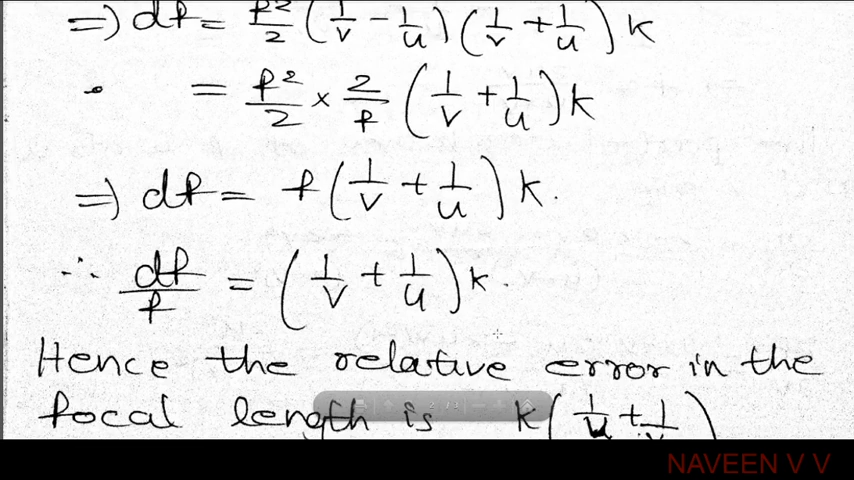 ⇒) df = f²/2 (1/v − 1/u) (1/v + 1/u) k
= f²/2 × 2/f (1/v + 1/u) k
⇒) df = f (1/v + 1/u) k.
∴ df/f = (1/v + 1/u) k.
Hence the relative error in the
focal length is k (1/u + 1/v)
NAVEEN V V